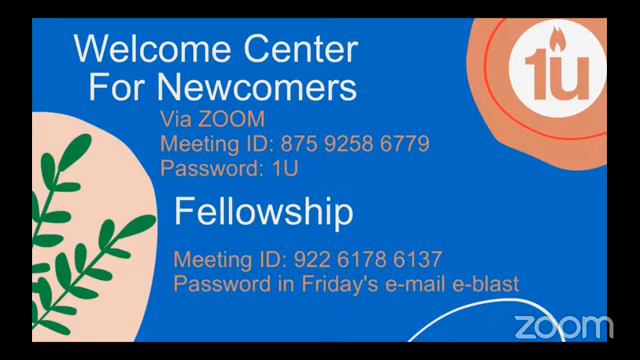 Welcome Center
For Newcomers
1U
Via ZOOM
Meeting ID: 875 9258 6779
Password: 1U
Fellowship
Meeting ID: 922 6178 6137
Password in Friday's e-mail e-blast
zoom